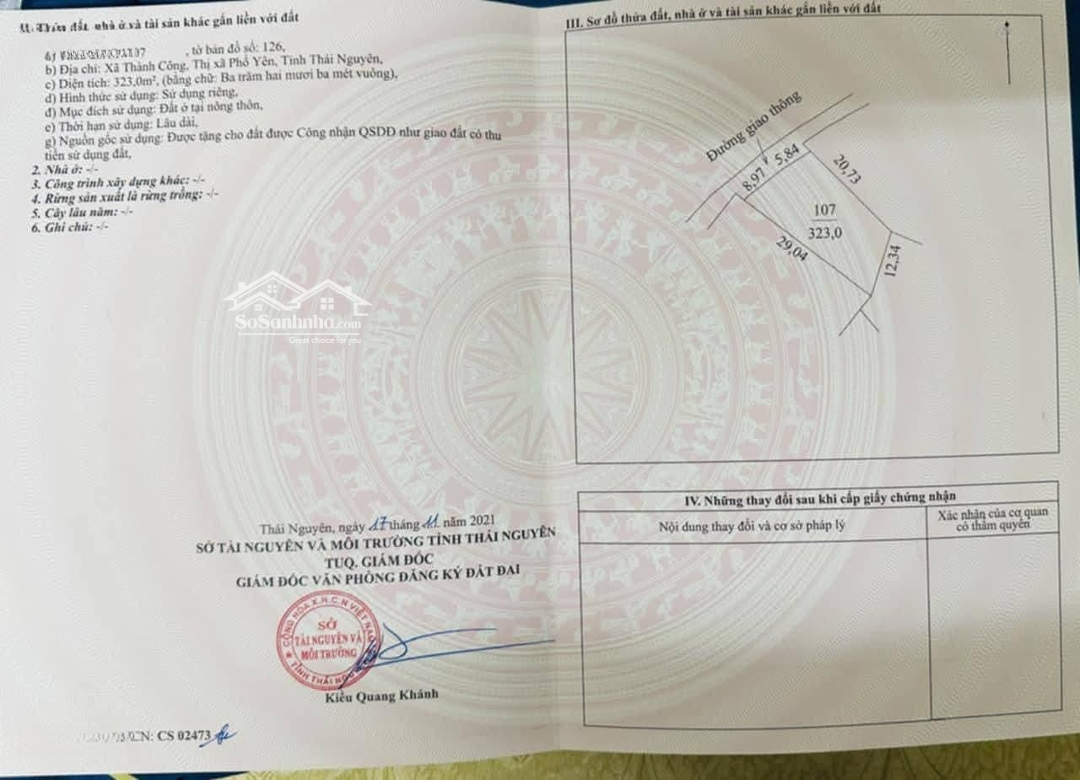 II. Thửa đất, nhà ở và tài sản khác gắn liền với đất
, tờ bản đồ số: 126,
b) Địa chỉ: Xã Thành Công, Thị xã Phổ Yên, Tỉnh Thái Nguyên,
c) Diện tích: 323,0m², (bằng chữ: Ba trăm hai mươi ba mét vuông),
d) Hình thức sử dụng: Sử dụng riêng,
đ) Mục đích sử dụng: Đất ở tại nông thôn,
e) Thời hạn sử dụng: Lâu dài,
g) Nguồn gốc sử dụng: Được tặng cho đất được Công nhận QSDĐ như giao đất có thu
tiền sử dụng đất,
2. Nhà ở: -/-
3. Công trình xây dựng khác: -/-
4. Rừng sản xuất là rừng trồng: -/-
5. Cây lâu năm: -/-
6. Ghi chú: -/-
SoSanhnha.com
Great choice for you
Thái Nguyên, ngày 17 tháng 11 năm 2021
SỞ TÀI NGUYÊN VÀ MÔI TRƯỜNG TỈNH THÁI NGUYÊN
TUQ. GIÁM ĐỐC
GIÁM ĐỐC VĂN PHÒNG ĐĂNG KÝ ĐẤT ĐAI
CỘNG HÒA X.H.C.N VIỆT NAM
SỞ
TÀI NGUYÊN VÀ
MÔI TRƯỜNG
TỈNH THÁI NGUYÊN
Kiều Quang Khánh
CN: CS 02473
III. Sơ đồ thửa đất, nhà ở và tài sản khác gắn liền với đất
Đường giao thông
8,97
5,84
20,73
107
323,0
29,04
12,34
IV. Những thay đổi sau khi cấp giấy chứng nhận
Nội dung thay đổi và cơ sở pháp lý
Xác nhận của cơ quan
có thẩm quyền